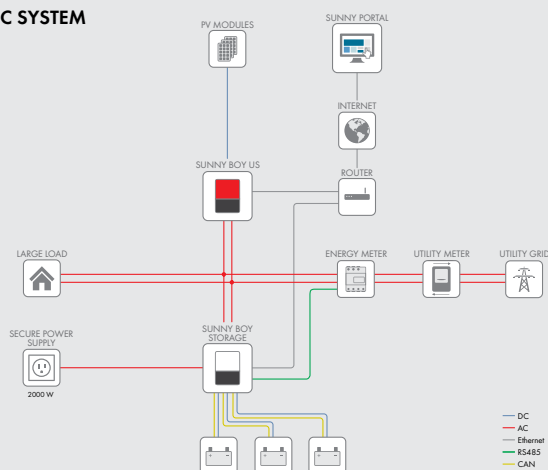 C SYSTEM
PV MODULES
SUNNY PORTAL
INTERNET
SUNNY BOY US
ROUTER
LARGE LOAD
ENERGY METER
UTILITY METER
UTILITY GRID
SECURE POWER
SUPPLY
2000 W
SUNNY BOY
STORAGE
DC
AC
Ethernet
RS485
CAN